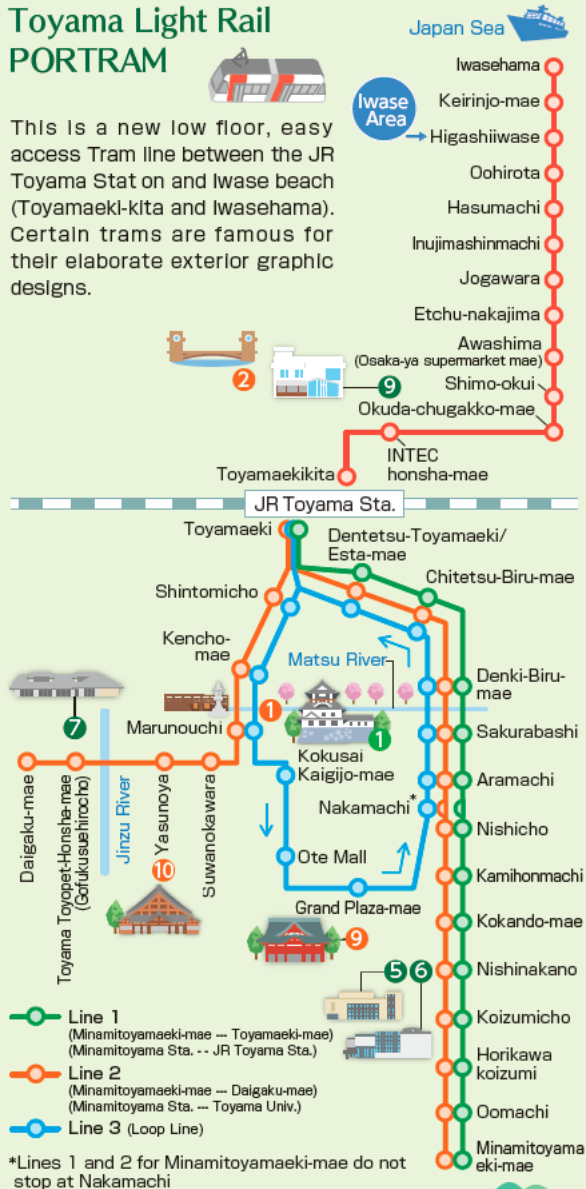 Toyama Light Rail
PORTRAM
Japan Sea
This is a new low floor, easy
access Tram line between the JR
Toyama Stat on and Iwase beach
(Toyamaeki-kita and Iwasehama).
Certain trams are famous for
their elaborate exterior graphic
designs.
Iwase
Area
Iwasehama
Keirinjo-mae
Higashiiwase
Oohirota
Hasumachi
Inujimashinmachi
Jogawara
Etchu-nakajima
Awashima
(Osaka-ya supermarket mae)
Shimo-okui
Okuda-chugakko-mae
2
9
INTEC
honsha-mae
Toyamaekikita
JR Toyama Sta.
Toyamaeki
Dentetsu-Toyamaeki/
Esta-mae
Chitetsu-Biru-mae
Shintomicho
Kencho-
mae
Matsu River
Denki-Biru-
mae
7
1
1
Marunouchi
Sakurabashi
Kokusai
Kaigijo-mae
Aramachi
Nakamachi*
Nishicho
Daigaku-mae
Toyama Toyopet-Honsha-mae
(Gofukusuehirocho)
Jinzu River
Yasunoya
Suwanokawara
10
Ote Mall
Kamihonmachi
Grand Plaza-mae
Kokando-mae
9
5 6
Nishinakano
Koizumicho
Horikawa
koizumi
Oomachi
Minamitoyama
eki-mae
Line 1
(Minamitoyamaeki-mae --- Toyamaeki-mae)
(Minamitoyama Sta. - - JR Toyama Sta.)
Line 2
(Minamitoyamaeki-mae --- Daigaku-mae)
(Minamitoyama Sta. --- Toyama Univ.)
Line 3 (Loop Line)
*Lines 1 and 2 for Minamitoyamaeki-mae do not
stop at Nakamachi